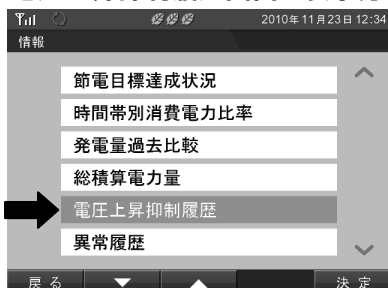 2010年11月23日 12:34
情報
節電目標達成状況
時間帯別消費電力比率
発電量過去比較
総積算電力量
電圧上昇抑制履歴
異常履歴
戻る
決定